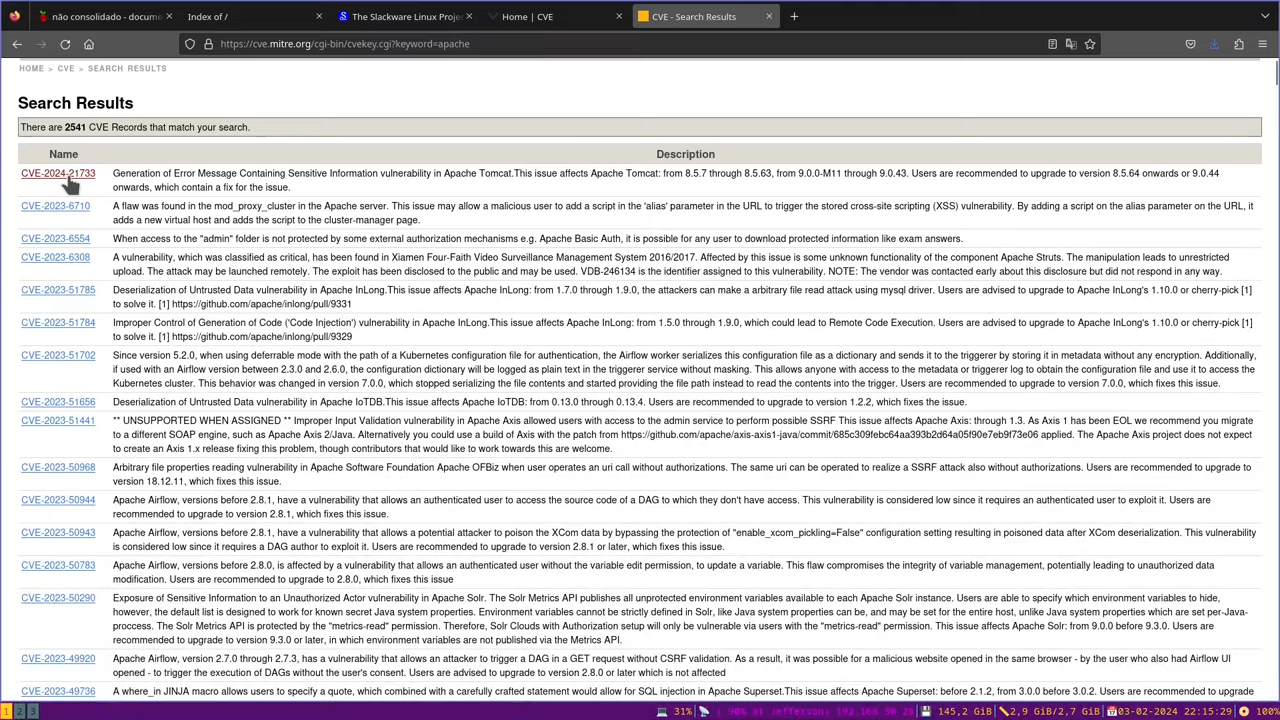 não consolidado - docume
Index of /
The Slackware Linux Proje
Home | CVE
CVE - Search Results
https://cve.mitre.org/cgi-bin/cvekey.cgi?keyword=apache
HOME > CVE > SEARCH RESULTS
Search Results
There are 2541 CVE Records that match your search.
Name Description
CVE-2024-21733 Generation of Error Message Containing Sensitive Information vulnerability in Apache Tomcat.This issue affects Apache Tomcat: from 8.5.7 through 8.5.63, from 9.0.0-M11 through 9.0.43. Users are recommended to upgrade to version 8.5.64 onwards or 9.0.44
onwards, which contain a fix for the issue.
CVE-2023-6710 A flaw was found in the mod_proxy_cluster in the Apache server. This issue may allow a malicious user to add a script in the 'alias' parameter in the URL to trigger the stored cross-site scripting (XSS) vulnerability. By adding a script on the alias parameter on the URL, it
adds a new virtual host and adds the script to the cluster-manager page.
CVE-2023-6554 When access to the "admin" folder is not protected by some external authorization mechanisms e.g. Apache Basic Auth, it is possible for any user to download protected information like exam answers.
CVE-2023-6308 A vulnerability, which was classified as critical, has been found in Xiamen Four-Faith Video Surveillance Management System 2016/2017. Affected by this issue is some unknown functionality of the component Apache Struts. The manipulation leads to unrestricted
upload. The attack may be launched remotely. The exploit has been disclosed to the public and may be used. VDB-246134 is the identifier assigned to this vulnerability. NOTE: The vendor was contacted early about this disclosure but did not respond in any way.
CVE-2023-51785 Deserialization of Untrusted Data vulnerability in Apache InLong.This issue affects Apache InLong: from 1.7.0 through 1.9.0, the attackers can make a arbitrary file read attack using mysql driver. Users are advised to upgrade to Apache InLong's 1.10.0 or cherry-pick [1]
to solve it. [1] https://github.com/apache/inlong/pull/9331
CVE-2023-51784 Improper Control of Generation of Code ('Code Injection') vulnerability in Apache InLong.This issue affects Apache InLong: from 1.5.0 through 1.9.0, which could lead to Remote Code Execution. Users are advised to upgrade to Apache InLong's 1.10.0 or cherry-pick [1]
to solve it. [1] https://github.com/apache/inlong/pull/9329
CVE-2023-51702 Since version 5.2.0, when using deferrable mode with the path of a Kubernetes configuration file for authentication, the Airflow worker serializes this configuration file as a dictionary and sends it to the triggerer by storing it in metadata without any encryption. Additionally,
if used with an Airflow version between 2.3.0 and 2.6.0, the configuration dictionary will be logged as plain text in the triggerer service without masking. This allows anyone with access to the metadata or triggerer log to obtain the configuration file and use it to access the
Kubernetes cluster. This behavior was changed in version 7.0.0, which stopped serializing the file contents and started providing the file path instead to read the contents into the trigger. Users are recommended to upgrade to version 7.0.0, which fixes this issue.
CVE-2023-51656 Deserialization of Untrusted Data vulnerability in Apache IoTDB.This issue affects Apache IoTDB: from 0.13.0 through 0.13.4. Users are recommended to upgrade to version 1.2.2, which fixes the issue.
CVE-2023-51441 ** UNSUPPORTED WHEN ASSIGNED ** Improper Input Validation vulnerability in Apache Axis allowed users with access to the admin service to perform possible SSRF This issue affects Apache Axis: through 1.3. As Axis 1 has been EOL we recommend you migrate
to a different SOAP engine, such as Apache Axis 2/Java. Alternatively you could use a build of Axis with the patch from https://github.com/apache/axis-axis1-java/commit/685c309febc64aa393b2d64a05f90e7eb9f73e06 applied. The Apache Axis project does not expect
to create an Axis 1.x release fixing this problem, though contributors that would like to work towards this are welcome.
CVE-2023-50968 Arbitrary file properties reading vulnerability in Apache Software Foundation Apache OFBiz when user operates an uri call without authorizations. The same uri can be operated to realize a SSRF attack also without authorizations. Users are recommended to upgrade to
version 18.12.11, which fixes this issue.
CVE-2023-50944 Apache Airflow, versions before 2.8.1, have a vulnerability that allows an authenticated user to access the source code of a DAG to which they don't have access. This vulnerability is considered low since it requires an authenticated user to exploit it. Users are
recommended to upgrade to version 2.8.1, which fixes this issue.
CVE-2023-50943 Apache Airflow, versions before 2.8.1, have a vulnerability that allows a potential attacker to poison the XCom data by bypassing the protection of "enable_xcom_pickling=False" configuration setting resulting in poisoned data after XCom deserialization. This vulnerability
is considered low since it requires a DAG author to exploit it. Users are recommended to upgrade to version 2.8.1 or later, which fixes this issue.
CVE-2023-50783 Apache Airflow, versions before 2.8.0, is affected by a vulnerability that allows an authenticated user without the variable edit permission, to update a variable. This flaw compromises the integrity of variable management, potentially leading to unauthorized data
modification. Users are recommended to upgrade to 2.8.0, which fixes this issue
CVE-2023-50290 Exposure of Sensitive Information to an Unauthorized Actor vulnerability in Apache Solr. The Solr Metrics API publishes all unprotected environment variables available to each Apache Solr instance. Users are able to specify which environment variables to hide,
however, the default list is designed to work for known secret Java system properties. Environment variables cannot be strictly defined in Solr, like Java system properties can be, and may be set for the entire host, unlike Java system properties which are set per-Java-
proccess. The Solr Metrics API is protected by the "metrics-read" permission. Therefore, Solr Clouds with Authorization setup will only be vulnerable via users with the "metrics-read" permission. This issue affects Apache Solr: from 9.0.0 before 9.3.0. Users are
recommended to upgrade to version 9.3.0 or later, in which environment variables are not published via the Metrics API.
CVE-2023-49920 Apache Airflow, version 2.7.0 through 2.7.3, has a vulnerability that allows an attacker to trigger a DAG in a GET request without CSRF validation. As a result, it was possible for a malicious website opened in the same browser - by the user who also had Airflow UI
opened - to trigger the execution of DAGs without the user's consent. Users are advised to upgrade to version 2.8.0 or later which is not affected
CVE-2023-49736 A where_in JINJA macro allows users to specify a quote, which combined with a carefully crafted statement would allow for SQL injection in Apache Superset.This issue affects Apache Superset: before 2.1.2, from 3.0.0 before 3.0.2. Users are recommended to upgrade
1 2 3 31% 145,2 GiB 2,9 GiB/2,7 GiB 03-02-2024 22:15:29 100%